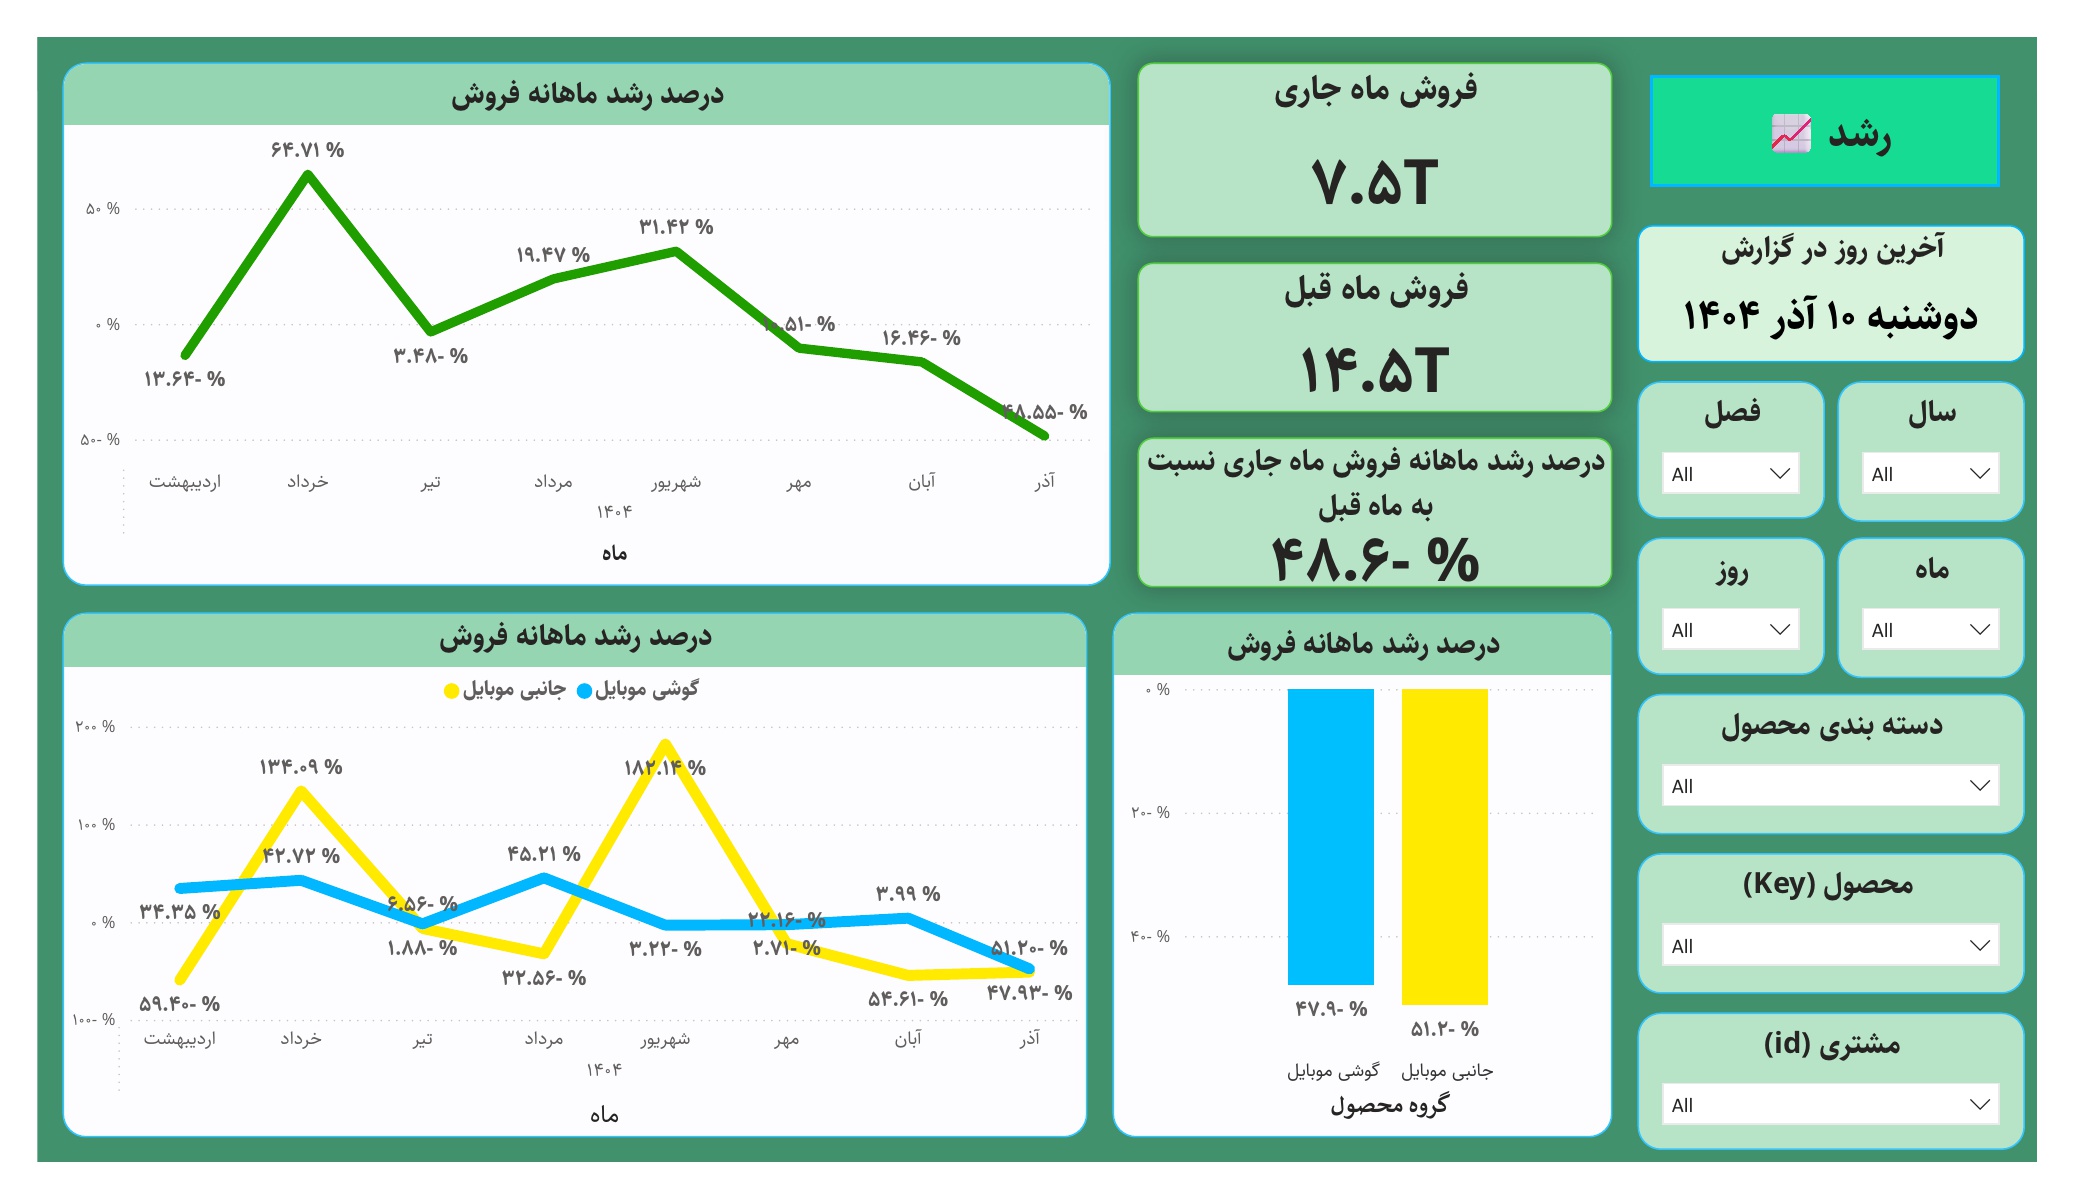 رشد
آخرین روز در گزارش
دوشنبه ۱۰ آذر ۱۴۰۴
سال
All
فصل
All
ماه
All
روز
All
دسته بندی محصول
All
محصول (Key)
All
مشتری (id)
All
فروش ماه جاری
۷.۵T
فروش ماه قبل
۱۴.۵T
درصد رشد ماهانه فروش ماه جاری نسبت
به ماه قبل
۴۸.۶- %
درصد رشد ماهانه فروش
۵۰ %
۰ %
۵۰- %
۱۳.۶۴- %
۶۴.۷۱ %
۳.۴۸- %
۱۹.۴۷ %
۳۱.۴۲ %
۱۶.۴۶- %
۴۸.۵۵- %
اردیبهشت
خرداد
تیر
مرداد
شهریور
مهر
آبان
آذر
۱۴۰۴
ماه
درصد رشد ماهانه فروش
۰ %
۲۰- %
۴۰- %
۴۷.۹- %
۵۱.۲- %
گوشی موبایل
جانبی موبایل
گروه محصول
درصد رشد ماهانه فروش
گوشی موبایل
جانبی موبایل
۲۰۰ %
۱۰۰ %
۰ %
۱۰۰- %
۳۴.۳۵ %
۵۹.۴۰- %
۱۳۴.۰۹ %
۴۲.۷۲ %
۶.۵۶- %
۱.۸۸- %
۴۵.۲۱ %
۳۲.۵۶- %
۱۸۲.۱۴ %
۳.۲۲- %
۲۲.۱۶- %
۲.۷۱- %
۳.۹۹ %
۵۴.۶۱- %
۵۱.۲۰- %
۴۷.۹۳- %
اردیبهشت
خرداد
تیر
مرداد
شهریور
مهر
آبان
آذر
۱۴۰۴
ماه